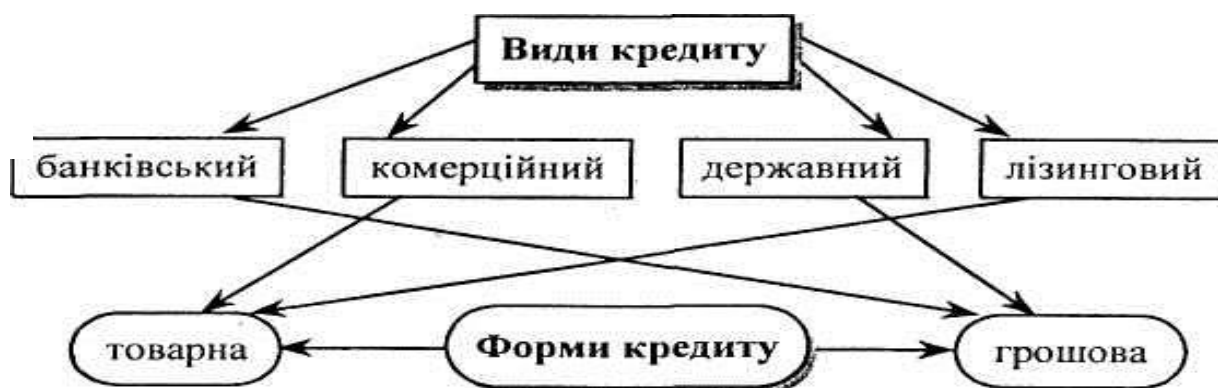 Види кредиту
банківський комерційний державний лізинговий
товарна Форми кредиту грошова